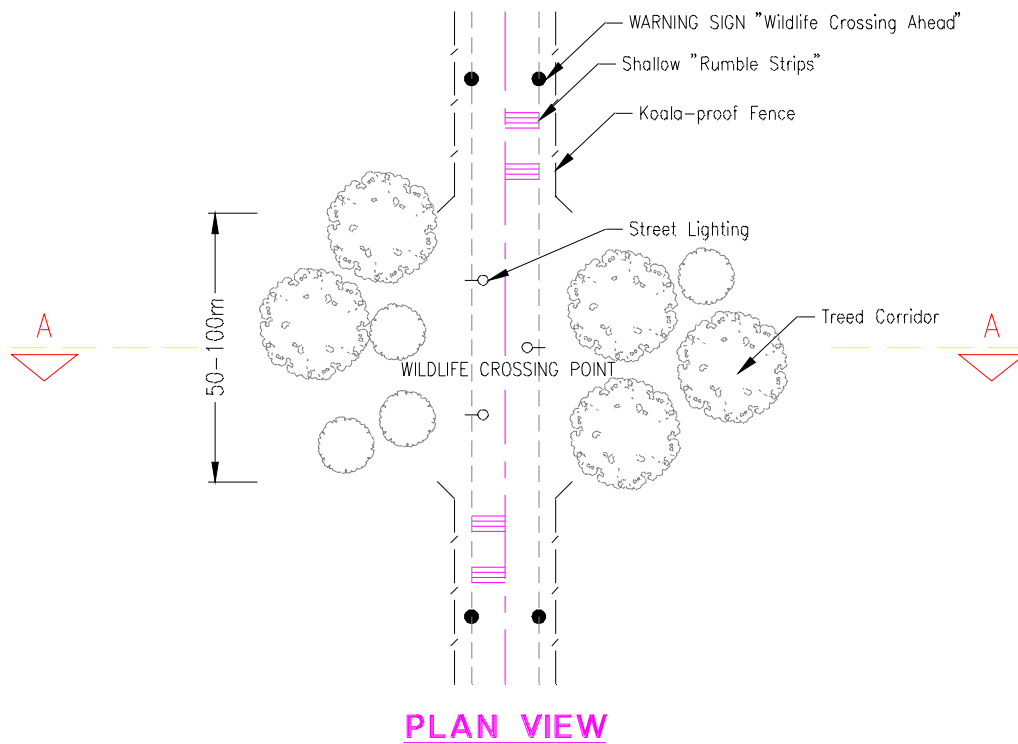 WARNING SIGN "Wildlife Crossing Ahead"
Shallow "Rumble Strips"
Koala-proof Fence
Street Lighting
Treed Corridor
A
A
50-100m
WILDLIFE CROSSING POINT
PLAN VIEW